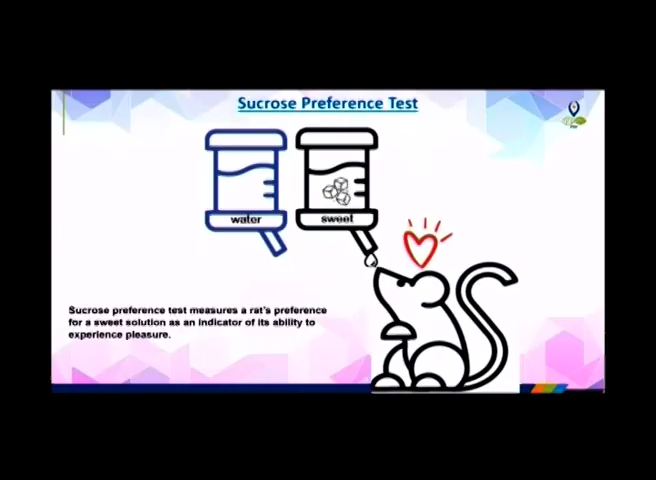 Sucrose Preference Test
water
sweet
Sucrose preference test measures a rat's preference
for a sweet solution as an indicator of its ability to
experience pleasure.